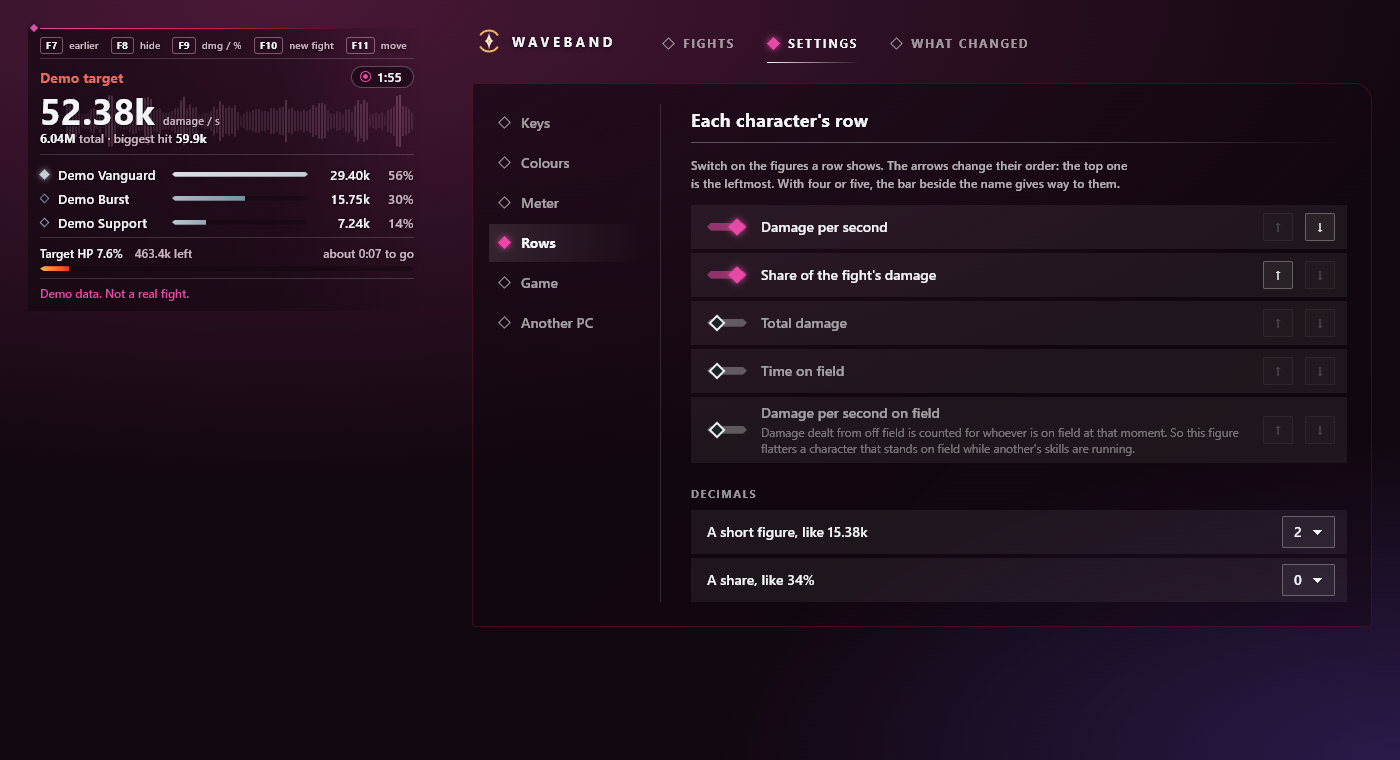 F7 earlier F8 hide F9 dmg / % F10 new fight F11 move
Demo target 1:55
52.38k damage / s
6.04M total · biggest hit 59.9k
Demo Vanguard 29.40k 56%
Demo Burst 15.75k 30%
Demo Support 7.24k 14%
Target HP 7.6% 463.4k left about 0:07 to go
Demo data. Not a real fight.
WAVEBAND
FIGHTS SETTINGS WHAT CHANGED
Keys
Colours
Meter
Rows
Game
Another PC
Each character's row
Switch on the figures a row shows. The arrows change their order: the top one
is the leftmost. With four or five, the bar beside the name gives way to them.
Damage per second ↑ ↓
Share of the fight's damage ↑ ↓
Total damage ↑ ↓
Time on field ↑ ↓
Damage per second on field
Damage dealt from off field is counted for whoever is on field at that moment. So this figure
flatters a character that stands on field while another's skills are running.
↑ ↓
DECIMALS
A short figure, like 15.38k 2
A share, like 34% 0